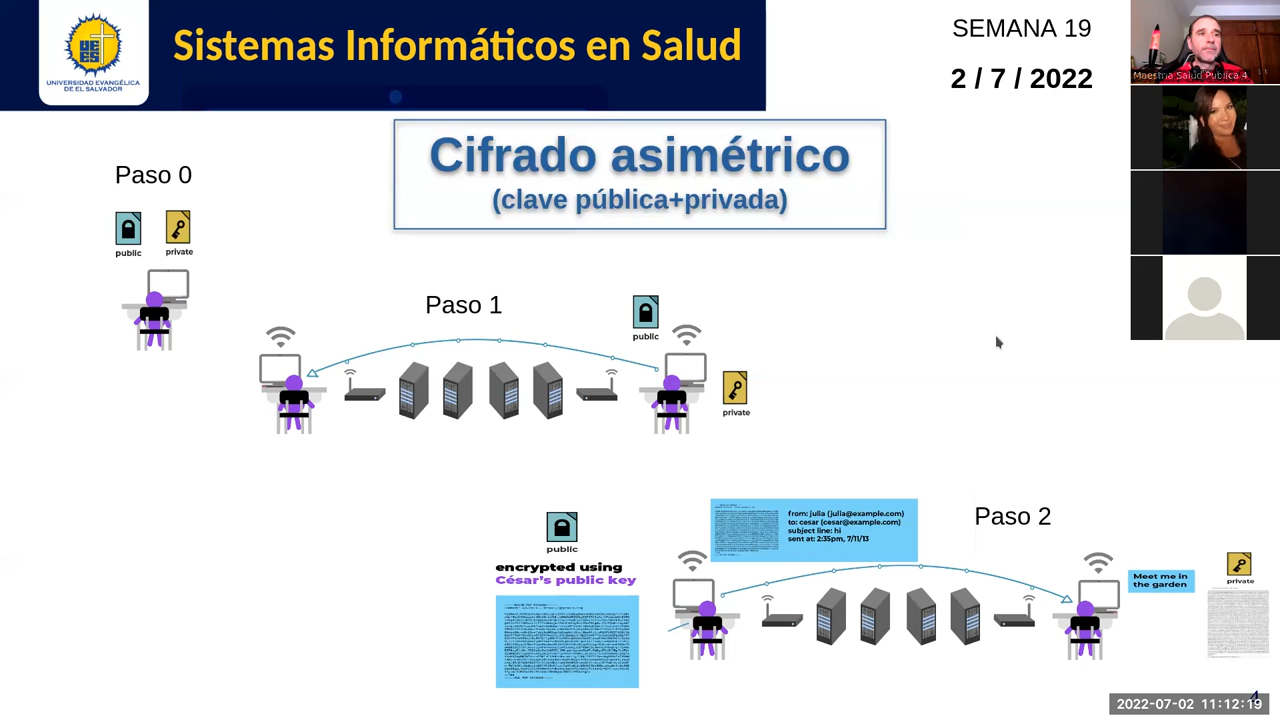 UNIVERSIDAD EVANGÉLICA
DE EL SALVADOR
Sistemas Informáticos en Salud
SEMANA 19
2 / 7 / 2022
Maestria Salud Publica 4
Cifrado asimétrico
(clave pública+privada)
Paso 0
public
private
Paso 1
public
private
Paso 2
public
encrypted using
César's public key
from: julia (julia@example.com)
to: cesar (cesar@example.com)
subject line: hi
sent at: 2:35pm, 7/11/13
Meet me in
the garden
private
4
2022-07-02 11:12:19